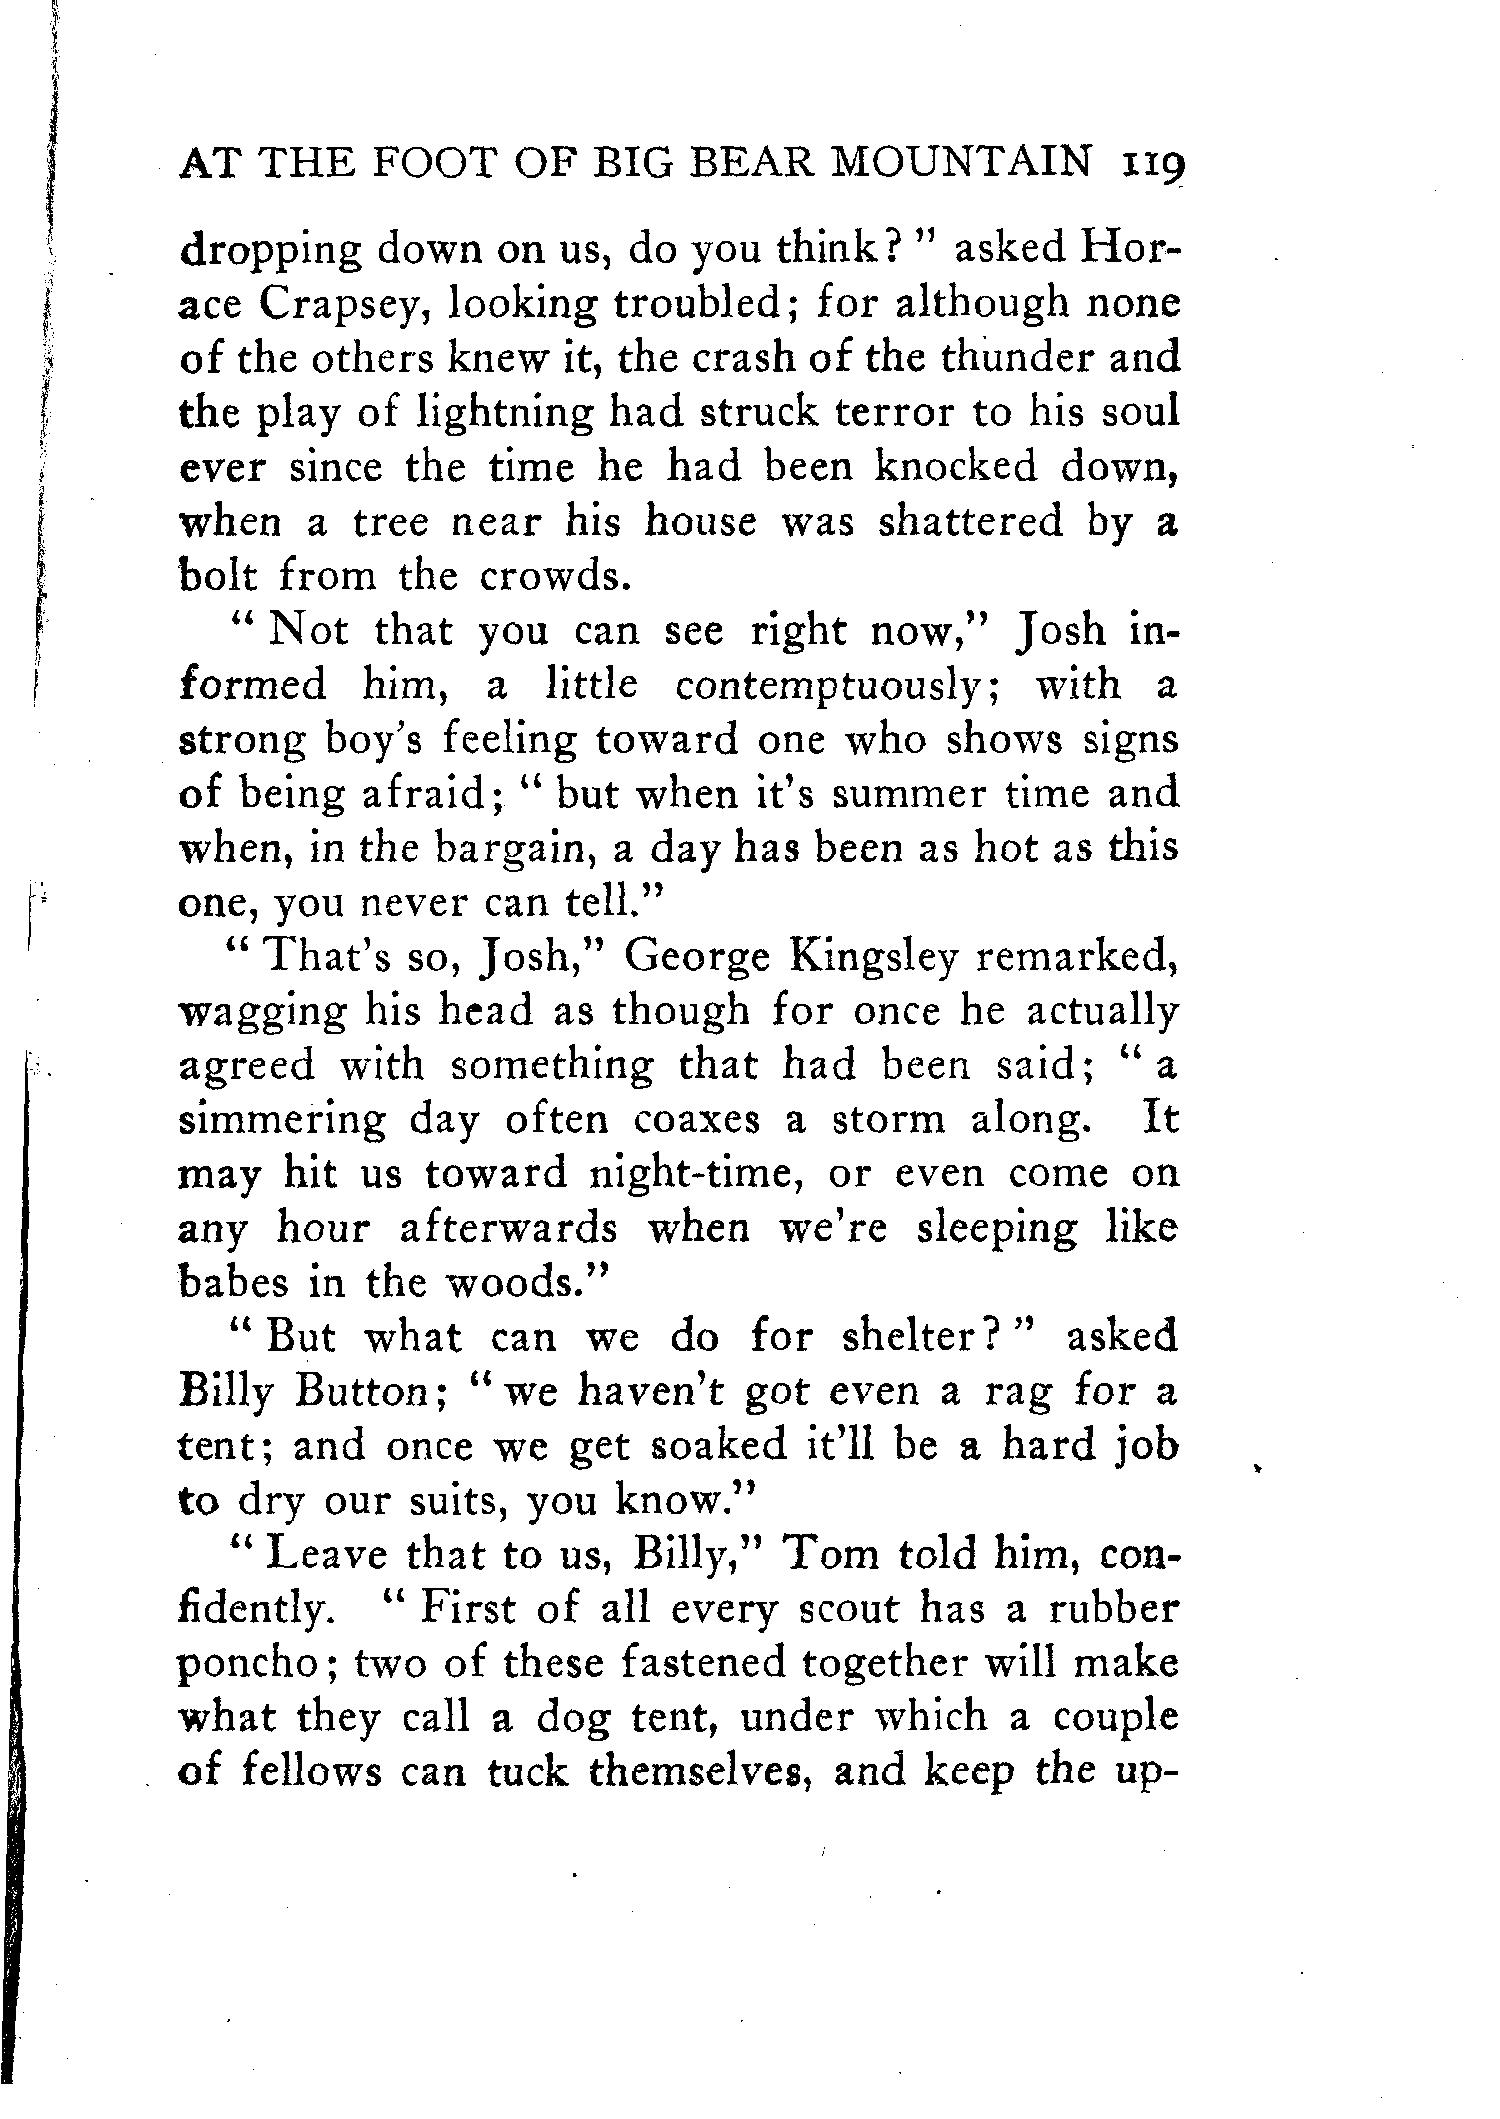 AT THE FOOT OF BIG BEAR MOUNTAIN 119
dropping down on us, do you think? " asked Hor-
ace Crapsey, looking troubled; for although none
of the others knew it, the crash of the thunder and
the play of lightning had struck terror to his soul
ever since the time he had been knocked down,
when a tree near his house was shattered by a
bolt from the crowds.
" Not that you can see right now," Josh in-
formed him, a little contemptuously; with a
strong boy's feeling toward one who shows signs
of being afraid; " but when it's summer time and
when, in the bargain, a day has been as hot as this
one, you never can tell."
" That's so, Josh," George Kingsley remarked,
wagging his head as though for once he actually
agreed with something that had been said; " a
simmering day often coaxes a storm along. It
may hit us toward night-time, or even come on
any hour afterwards when we're sleeping like
babes in the woods."
" But what can we do for shelter? " asked
Billy Button; " we haven't got even a rag for a
tent; and once we get soaked it'll be a hard job
to dry our suits, you know."
" Leave that to us, Billy," Tom told him, con-
fidently. " First of all every scout has a rubber
poncho; two of these fastened together will make
what they call a dog tent, under which a couple
of fellows can tuck themselves, and keep the up-